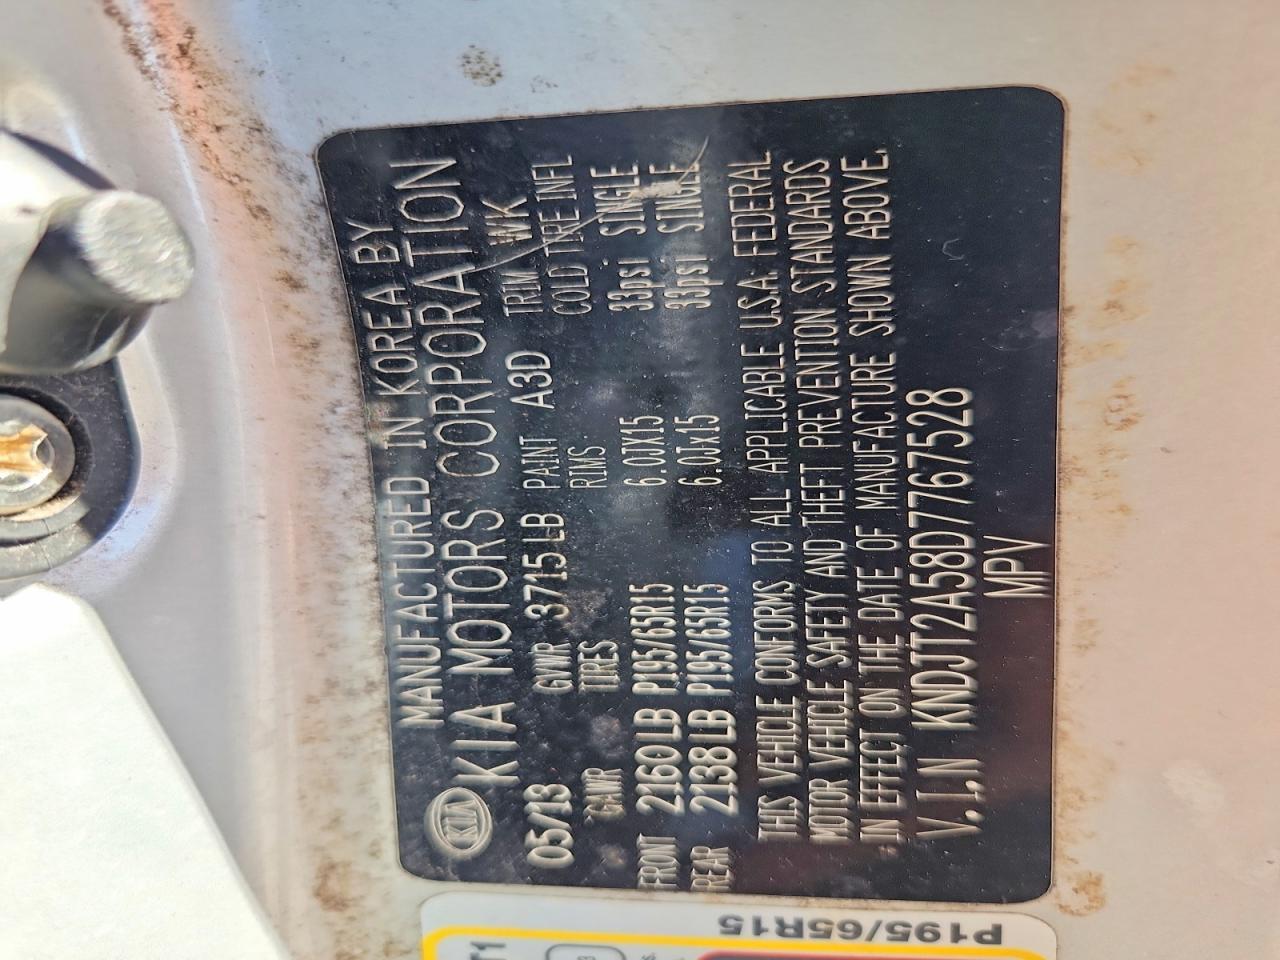 MANUFACTURED IN KOREA BY
KIA KIA MOTORS CORPORATION
05/13 GWR 3715 LB PAINT A3D TRIM WK
GAWR TIRES RIMS COLD TIRE INFL
FRONT 2160 LB P195/65R15 6.0JX15 33psi SINGLE
REAR 2138 LB P195/65R15 6.0Jx15 33psi SINGLE
THIS VEHICLE CONFORMS TO ALL APPLICABLE U.S.A. FEDERAL
MOTOR VEHICLE SAFETY AND THEFT PREVENTION STANDARDS
IN EFFECT ON THE DATE OF MANUFACTURE SHOWN ABOVE.
V.I.N KNDJT2A58D7767528
MPV
P195/65R15